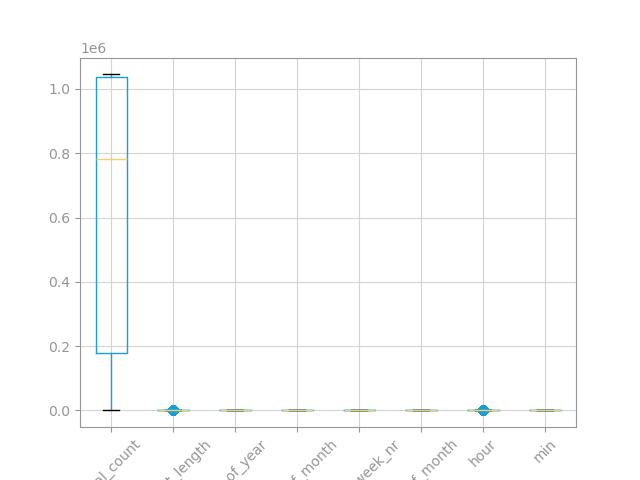 1e6
1.0
0.8
0.6
0.4
0.2
0.0
ol_count
t_length
of_year
f_month
week_nr
f_month
hour
min